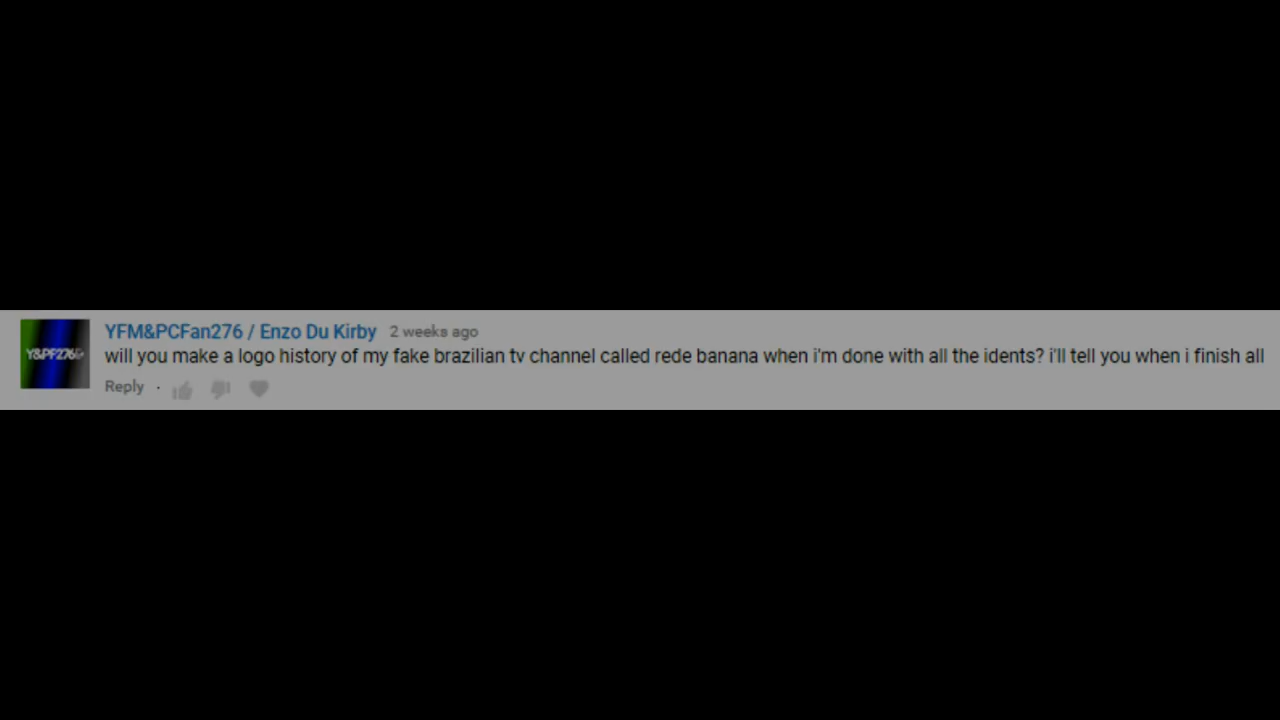 Y&PF276
YFM&PCFan276 / Enzo Du Kirby 2 weeks ago
will you make a logo history of my fake brazilian tv channel called rede banana when i'm done with all the idents? i'll tell you when i finish all
Reply ·